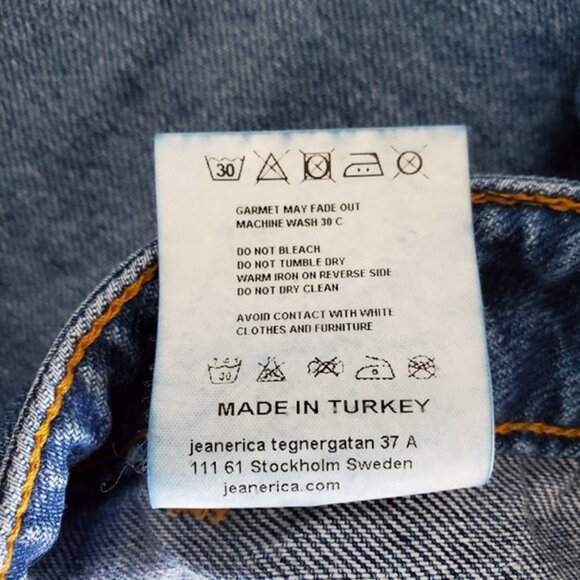 30
GARMET MAY FADE OUT
MACHINE WASH 30 C
DO NOT BLEACH
DO NOT TUMBLE DRY
WARM IRON ON REVERSE SIDE
DO NOT DRY CLEAN
AVOID CONTACT WITH WHITE
CLOTHES AND FURNITURE
30
MADE IN TURKEY
jeanerica tegnergatan 37 A
111 61 Stockholm Sweden
jeanerica.com